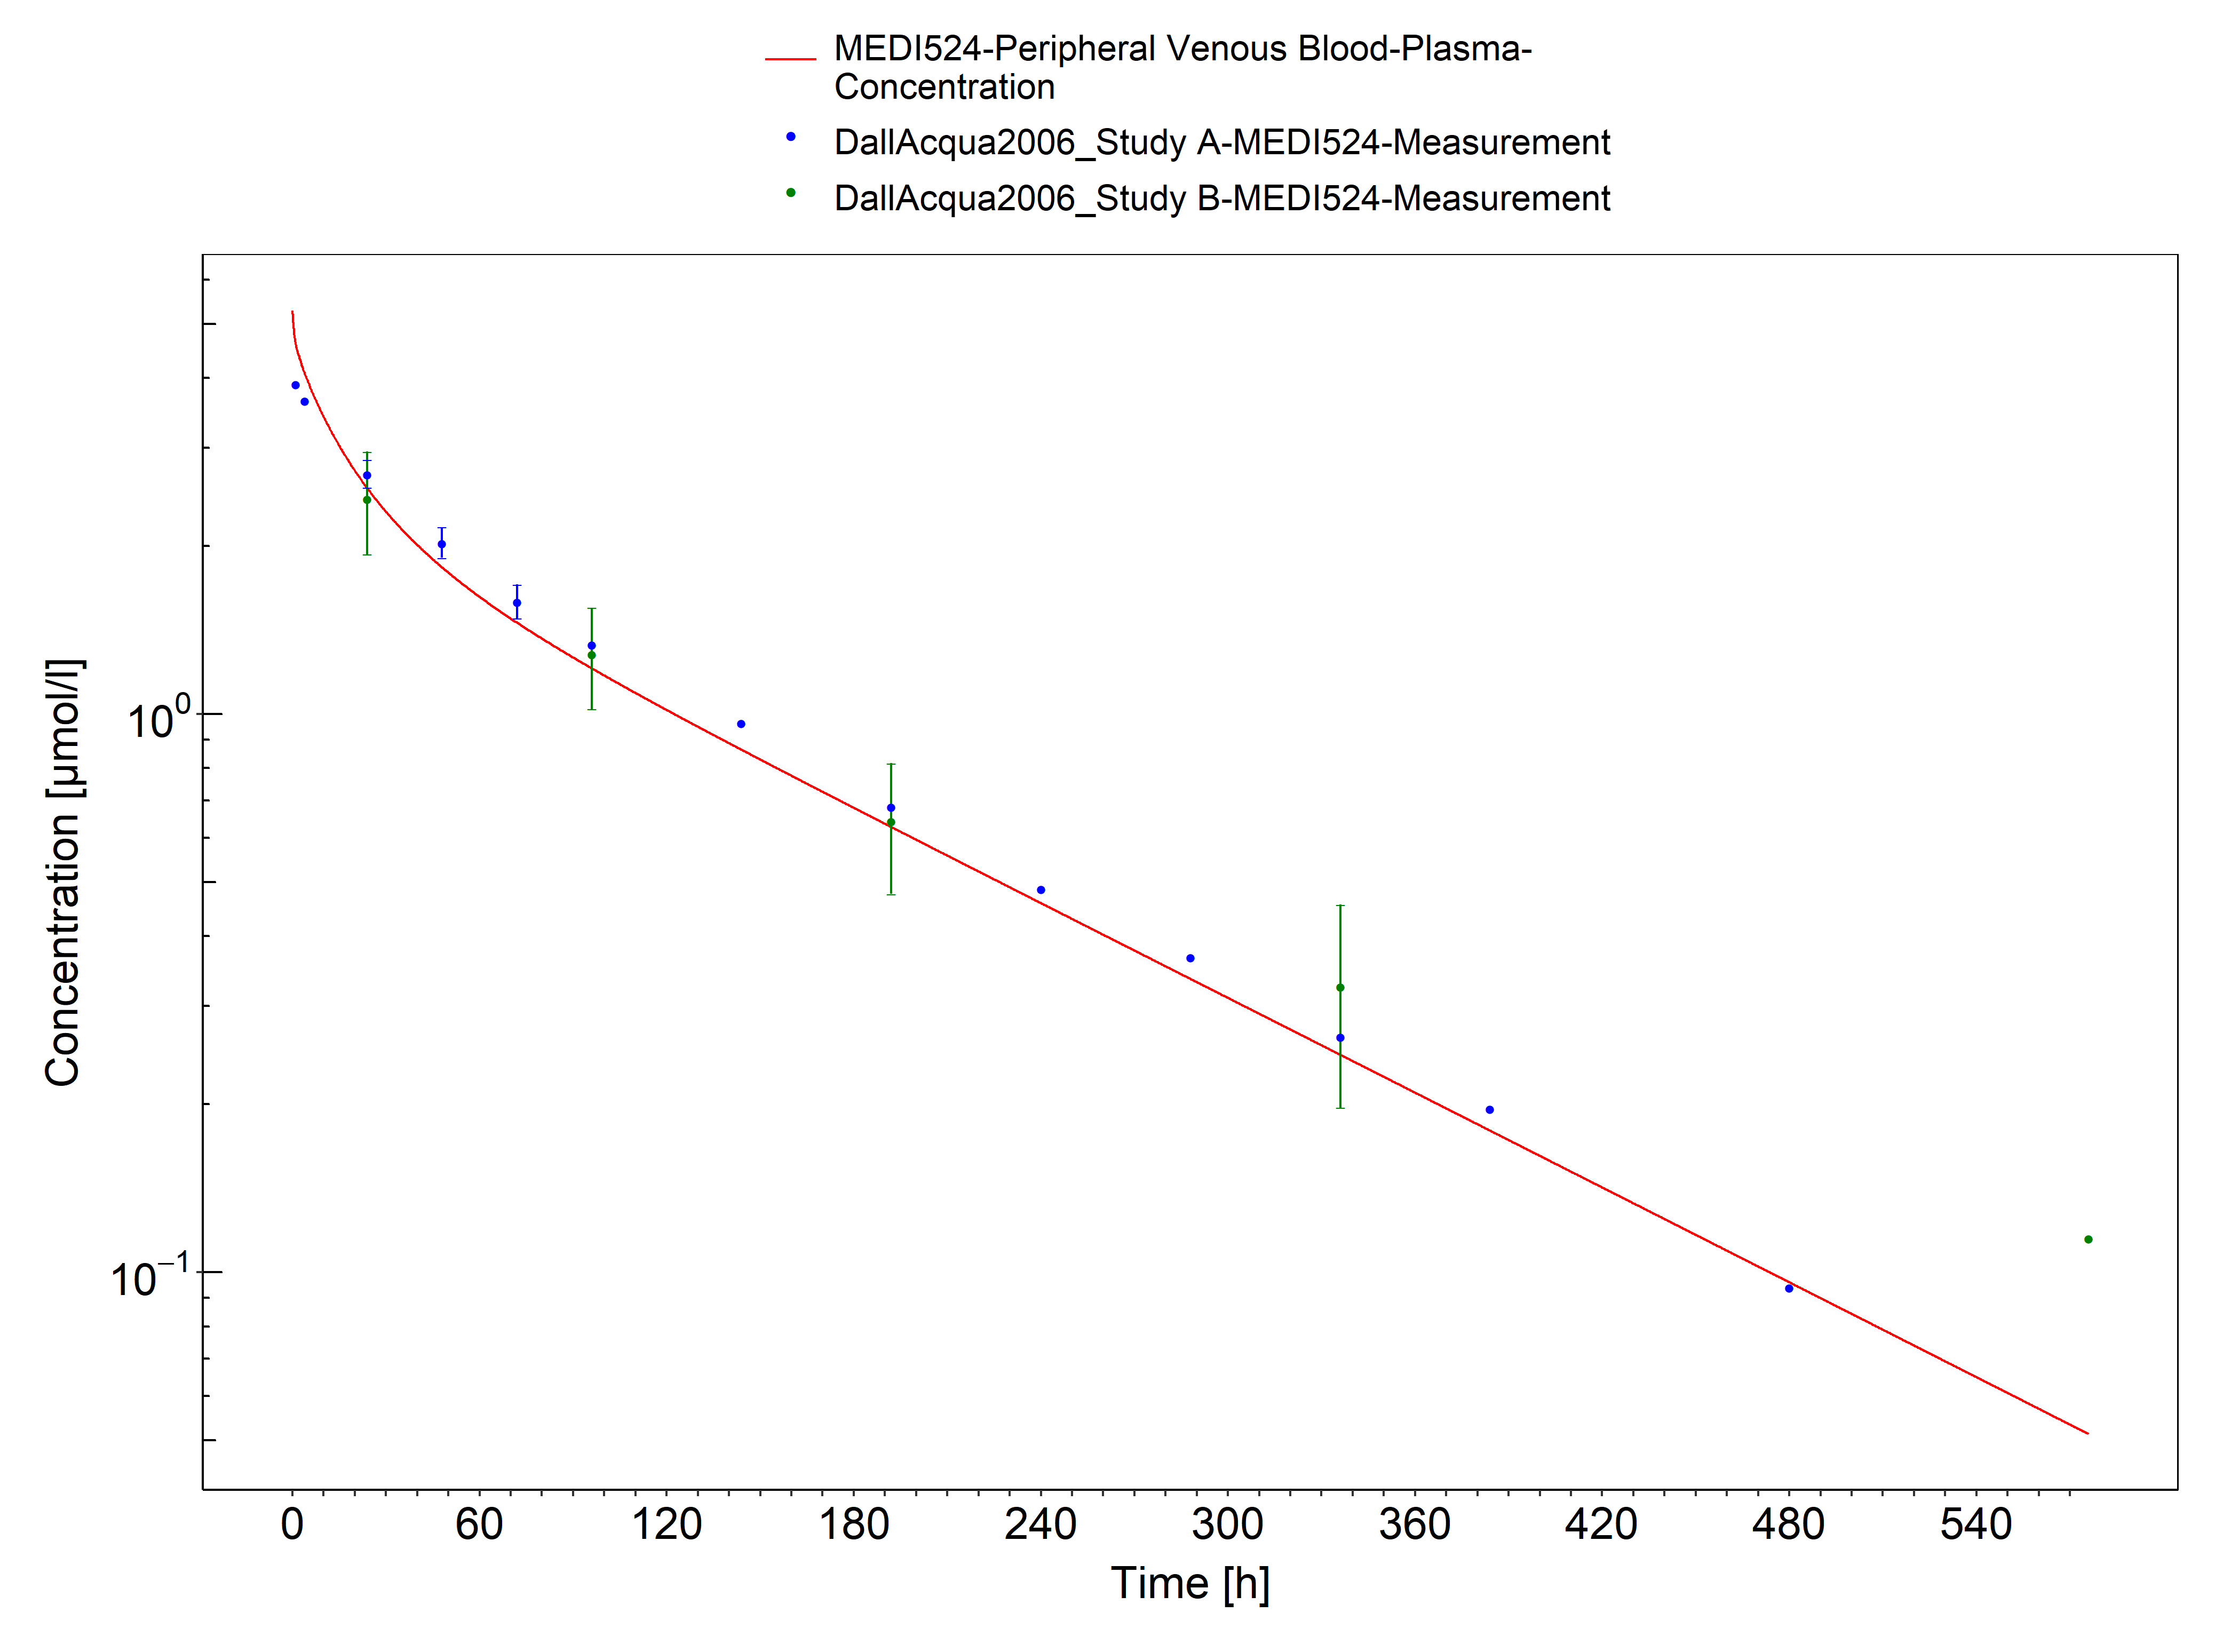 MEDI524-Peripheral Venous Blood-Plasma-
Concentration
DallAcqua2006_Study A-MEDI524-Measurement
DallAcqua2006_Study B-MEDI524-Measurement
Concentration [µmol/l]
10⁰
10⁻¹
0 60 120 180 240 300 360 420 480 540
Time [h]